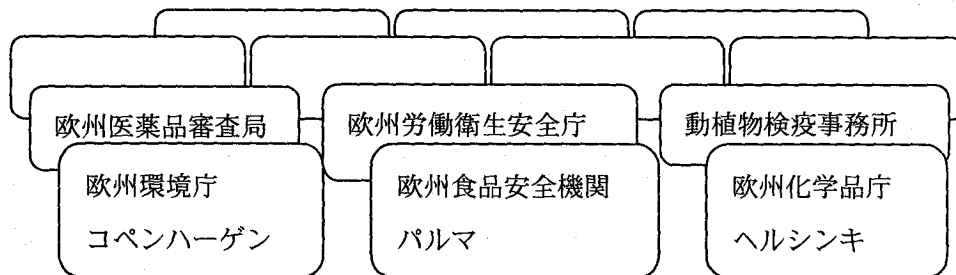 欧州医薬品審査局
欧州労働衛生安全庁
動植物検疫事務所
欧州環境庁
コペンハーゲン
欧州食品安全機関
パルマ
欧州化学品庁
ヘルシンキ